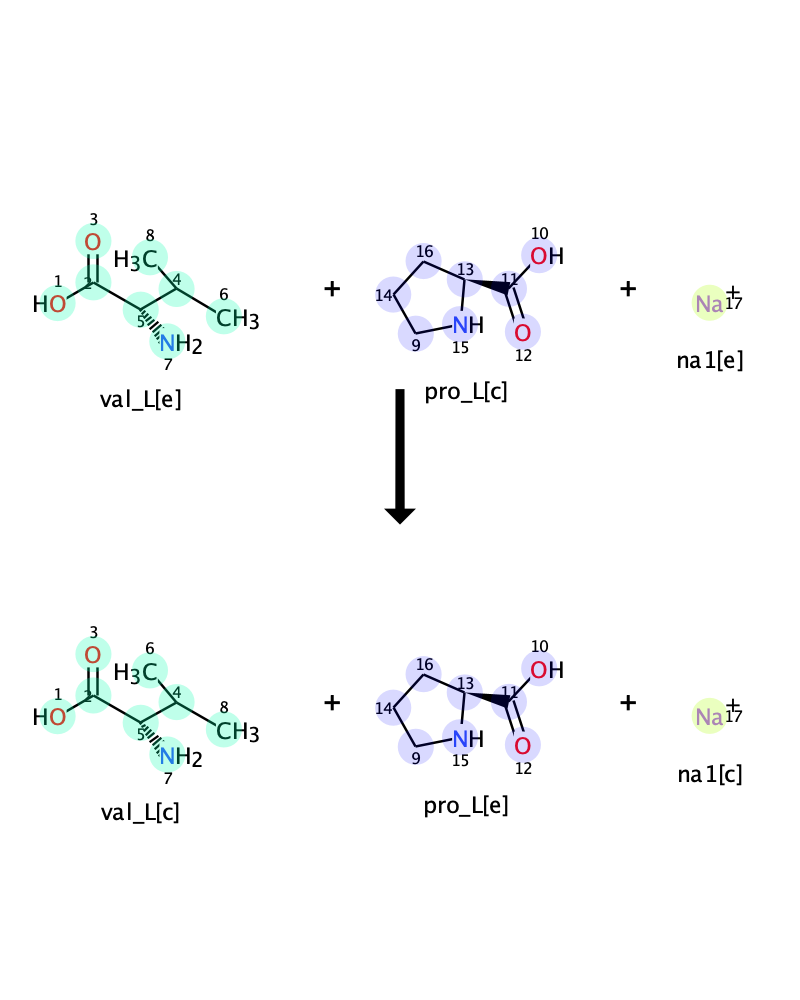 3
8
O
H3C
1
2
4
6
HO
5
CH3
NH2
7
val_L[e]
+
16
13
10
11
OH
14
9
NH
15
O
12
pro_L[c]
+
Na+
17
na1[e]
3
6
O
H3C
1
2
4
8
HO
5
CH3
NH2
7
val_L[c]
+
16
13
10
11
OH
14
9
NH
15
O
12
pro_L[e]
+
Na+
17
na1[c]